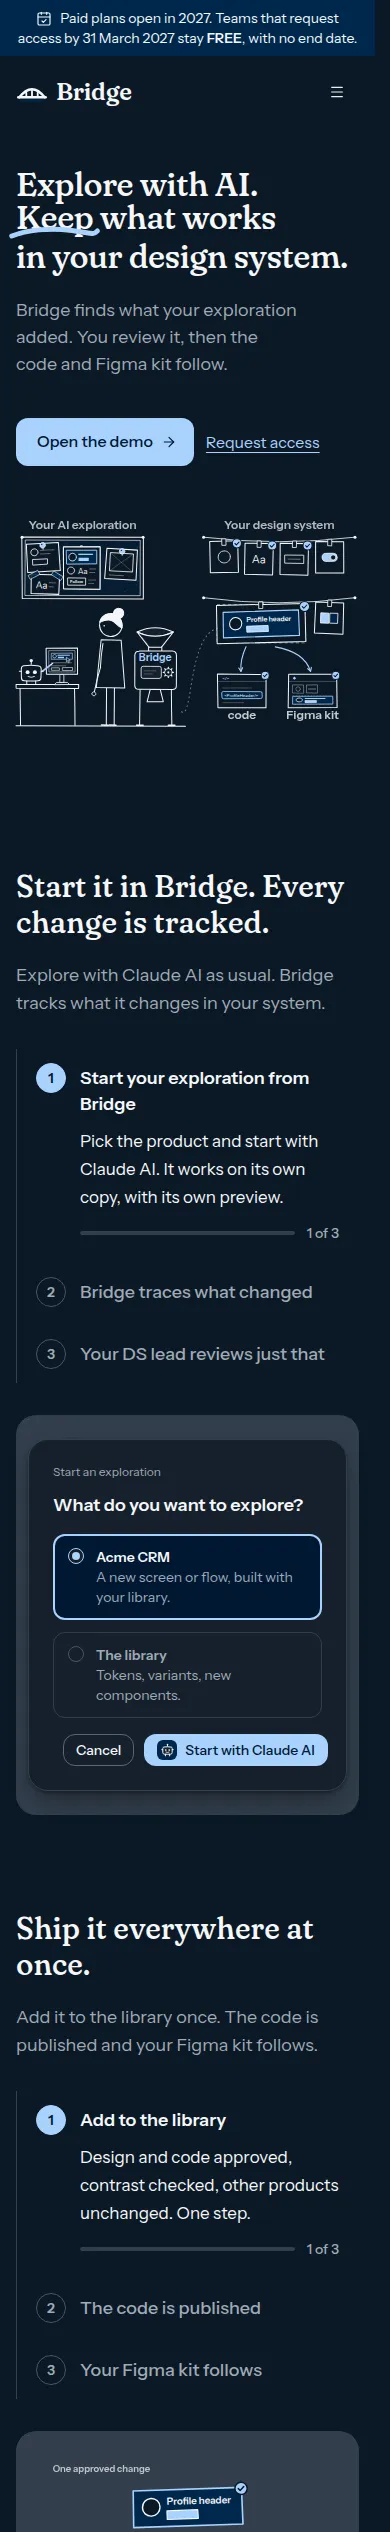 Paid plans open in 2027. Teams that request
access by 31 March 2027 stay FREE, with no end date.
Bridge
Explore with AI.
Keep what works
in your design system.
Bridge finds what your exploration
added. You review it, then the
code and Figma kit follow.
Open the demo
Request access
Your AI exploration
Your design system
Aa
Aa
Follow
Aa
Profile header
Bridge
code
Figma kit
Start it in Bridge. Every
change is tracked.
Explore with Claude AI as usual. Bridge
tracks what it changes in your system.
1
Start your exploration from
Bridge
Pick the product and start with
Claude AI. It works on its own
copy, with its own preview.
1 of 3
2
Bridge traces what changed
3
Your DS lead reviews just that
Start an exploration
What do you want to explore?
Acme CRM
A new screen or flow, built with
your library.
The library
Tokens, variants, new
components.
Cancel
Start with Claude AI
Ship it everywhere at
once.
Add it to the library once. The code is
published and your Figma kit follows.
1
Add to the library
Design and code approved,
contrast checked, other products
unchanged. One step.
1 of 3
2
The code is published
3
Your Figma kit follows
One approved change
Profile header